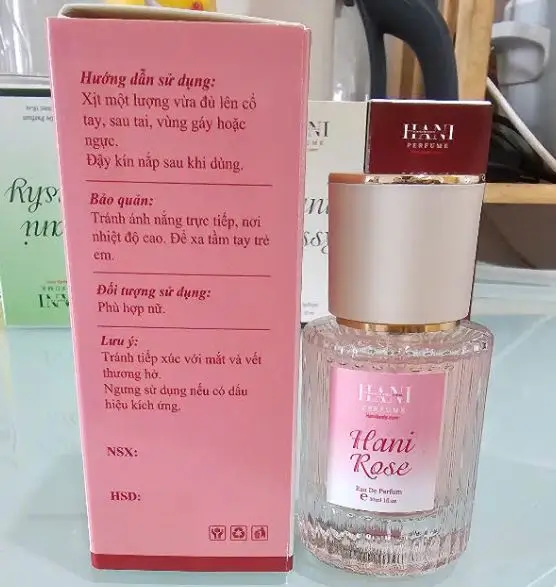 Hướng dẫn sử dụng:
Xịt một lượng vừa đủ lên cổ
tay, sau tai, vùng gáy hoặc
ngực.
Đậy kín nắp sau khi dùng.
Bảo quản:
Tránh ánh nắng trực tiếp, nơi
nhiệt độ cao. Để xa tầm tay trẻ
em.
Đối tượng sử dụng:
Phù hợp nữ.
Lưu ý:
Tránh tiếp xúc với mắt và vết
thương hở.
Ngưng sử dụng nếu có dấu
hiệu kích ứng.
NSX:
HSD:
HANI
PERFUME
HANI
PERFUME
Hani
Rose
Eau De Parfum
HANI